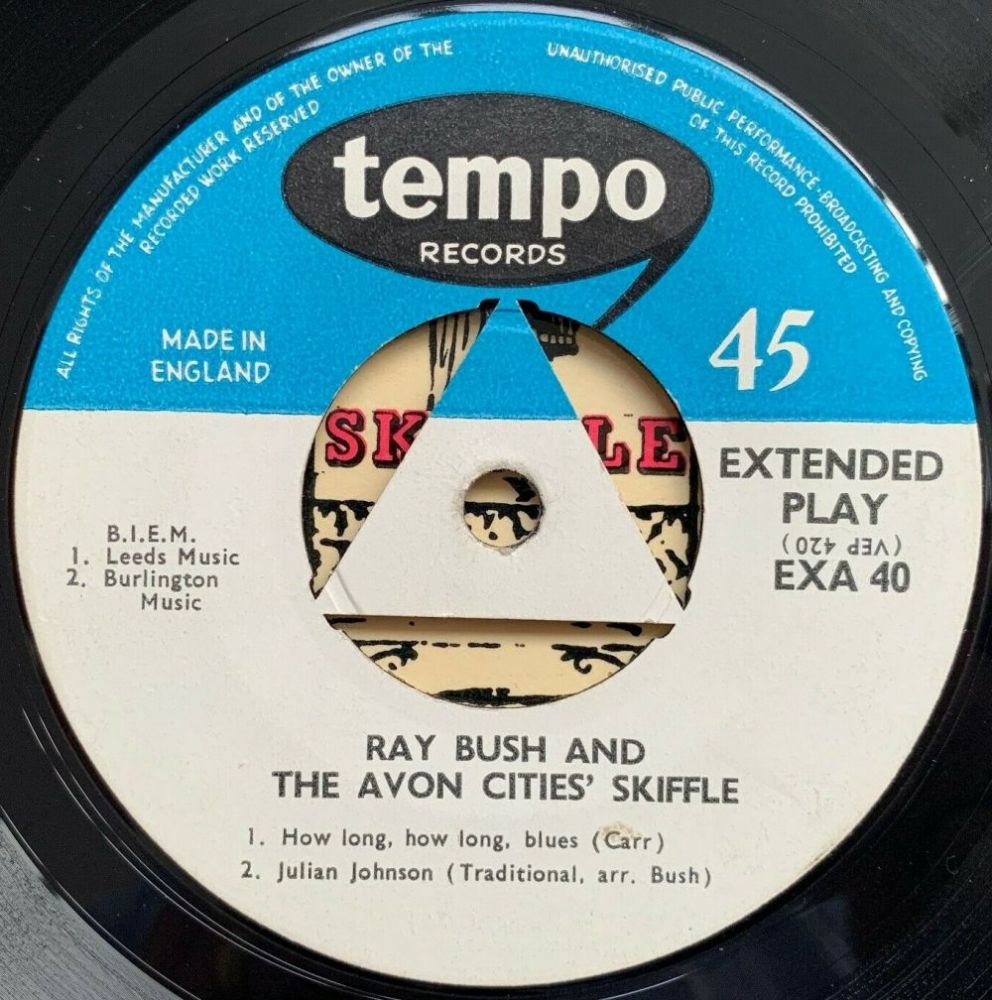 ALL RIGHTS OF THE MANUFACTURER AND OF THE OWNER OF THE
RECORDED WORK RESERVED
UNAUTHORISED PUBLIC PERFORMANCE · BROADCASTING AND COPYING
OF THIS RECORD PROHIBITED
tempo
RECORDS
MADE IN
ENGLAND
45
EXTENDED
PLAY
(VEP 420)
EXA 40
B.I.E.M.
1. Leeds Music
2. Burlington
Music
RAY BUSH AND
THE AVON CITIES' SKIFFLE
1. How long, how long, blues (Carr)
2. Julian Johnson (Traditional, arr. Bush)